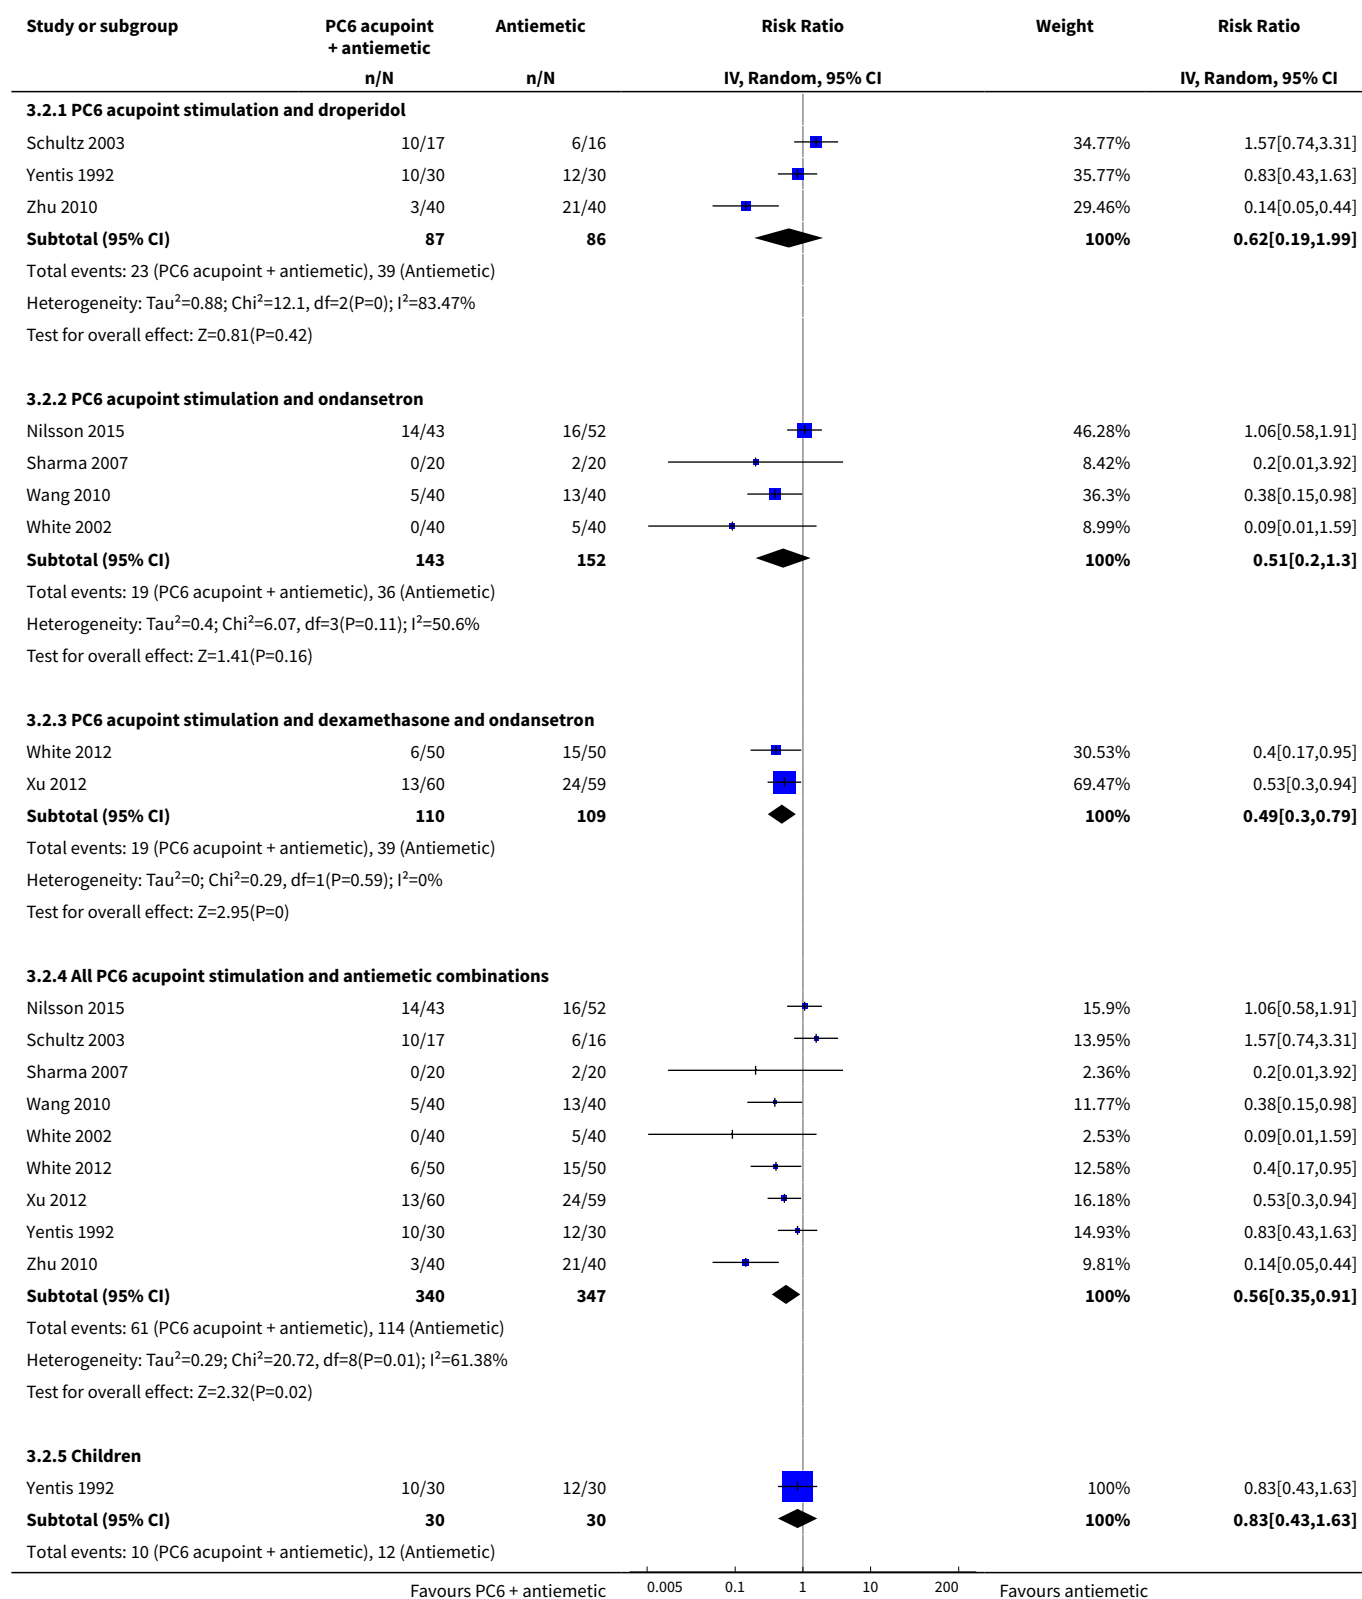 Study or subgroup PC6 acupoint + antiemetic Antiemetic Risk Ratio Weight Risk Ratio
n/N n/N IV, Random, 95% CI IV, Random, 95% CI
3.2.1 PC6 acupoint stimulation and droperidol
Schultz 2003 10/17 6/16 34.77% 1.57[0.74,3.31]
Yentis 1992 10/30 12/30 35.77% 0.83[0.43,1.63]
Zhu 2010 3/40 21/40 29.46% 0.14[0.05,0.44]
Subtotal (95% CI) 87 86 100% 0.62[0.19,1.99]
Total events: 23 (PC6 acupoint + antiemetic), 39 (Antiemetic)
Heterogeneity: Tau²=0.88; Chi²=12.1, df=2(P=0); I²=83.47%
Test for overall effect: Z=0.81(P=0.42)
3.2.2 PC6 acupoint stimulation and ondansetron
Nilsson 2015 14/43 16/52 46.28% 1.06[0.58,1.91]
Sharma 2007 0/20 2/20 8.42% 0.2[0.01,3.92]
Wang 2010 5/40 13/40 36.3% 0.38[0.15,0.98]
White 2002 0/40 5/40 8.99% 0.09[0.01,1.59]
Subtotal (95% CI) 143 152 100% 0.51[0.2,1.3]
Total events: 19 (PC6 acupoint + antiemetic), 36 (Antiemetic)
Heterogeneity: Tau²=0.4; Chi²=6.07, df=3(P=0.11); I²=50.6%
Test for overall effect: Z=1.41(P=0.16)
3.2.3 PC6 acupoint stimulation and dexamethasone and ondansetron
White 2012 6/50 15/50 30.53% 0.4[0.17,0.95]
Xu 2012 13/60 24/59 69.47% 0.53[0.3,0.94]
Subtotal (95% CI) 110 109 100% 0.49[0.3,0.79]
Total events: 19 (PC6 acupoint + antiemetic), 39 (Antiemetic)
Heterogeneity: Tau²=0; Chi²=0.29, df=1(P=0.59); I²=0%
Test for overall effect: Z=2.95(P=0)
3.2.4 All PC6 acupoint stimulation and antiemetic combinations
Nilsson 2015 14/43 16/52 15.9% 1.06[0.58,1.91]
Schultz 2003 10/17 6/16 13.95% 1.57[0.74,3.31]
Sharma 2007 0/20 2/20 2.36% 0.2[0.01,3.92]
Wang 2010 5/40 13/40 11.77% 0.38[0.15,0.98]
White 2002 0/40 5/40 2.53% 0.09[0.01,1.59]
White 2012 6/50 15/50 12.58% 0.4[0.17,0.95]
Xu 2012 13/60 24/59 16.18% 0.53[0.3,0.94]
Yentis 1992 10/30 12/30 14.93% 0.83[0.43,1.63]
Zhu 2010 3/40 21/40 9.81% 0.14[0.05,0.44]
Subtotal (95% CI) 340 347 100% 0.56[0.35,0.91]
Total events: 61 (PC6 acupoint + antiemetic), 114 (Antiemetic)
Heterogeneity: Tau²=0.29; Chi²=20.72, df=8(P=0.01); I²=61.38%
Test for overall effect: Z=2.32(P=0.02)
3.2.5 Children
Yentis 1992 10/30 12/30 100% 0.83[0.43,1.63]
Subtotal (95% CI) 30 30 100% 0.83[0.43,1.63]
Total events: 10 (PC6 acupoint + antiemetic), 12 (Antiemetic)
Favours PC6 + antiemetic 0.005 0.1 1 10 200 Favours antiemetic